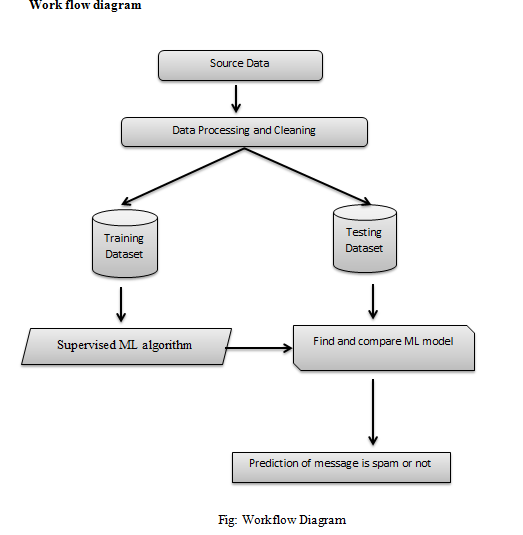 Work flow diagram
Source Data
Data Processing and Cleaning
Training
Dataset
Testing
Dataset
Supervised ML algorithm
Find and compare ML model
Prediction of message is spam or not
Fig: Workflow Diagram